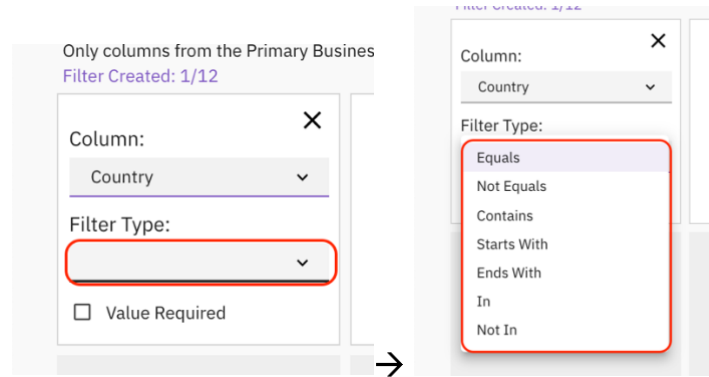 Only columns from the Primary Busines
Filter Created: 1/12
Column:
Country
Filter Type:
Value Required
→
Filter Created: 1/12
Column:
Country
Filter Type:
Equals
Not Equals
Contains
Starts With
Ends With
In
Not In